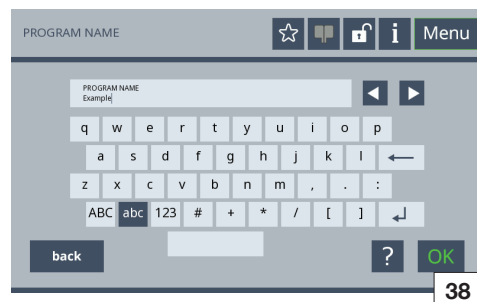 PROGRAM NAME i Menu
PROGRAM NAME
Example
q w e r t y u i o p
a s d f g h j k l
z x c v b n m , . :
ABC abc 123 # + * / [ ]
back ? OK
38